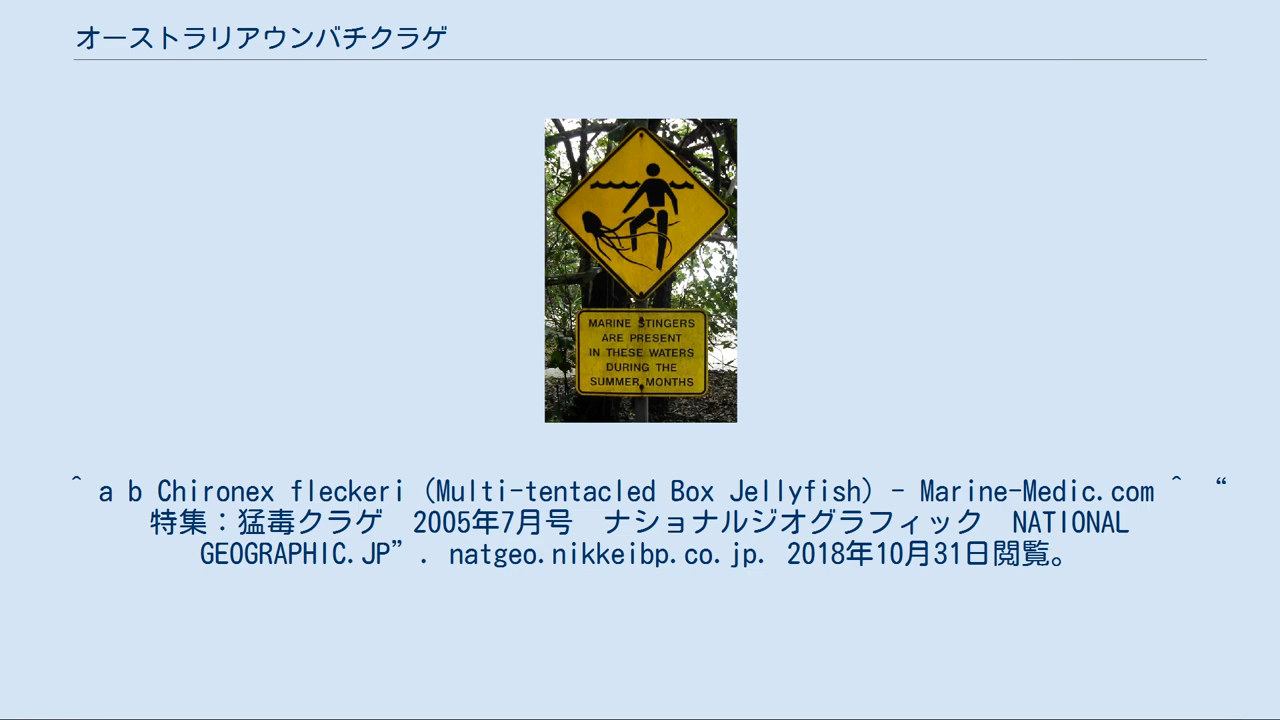 オーストラリアウンバチクラゲ
MARINE STINGERS
ARE PRESENT
IN THESE WATERS
DURING THE
SUMMER MONTHS
^ a b Chironex fleckeri (Multi-tentacled Box Jellyfish) - Marine-Medic.com ^ “
特集：猛毒クラゲ　2005年7月号　ナショナルジオグラフィック　NATIONAL
GEOGRAPHIC.JP”. natgeo.nikkeibp.co.jp. 2018年10月31日閲覧。